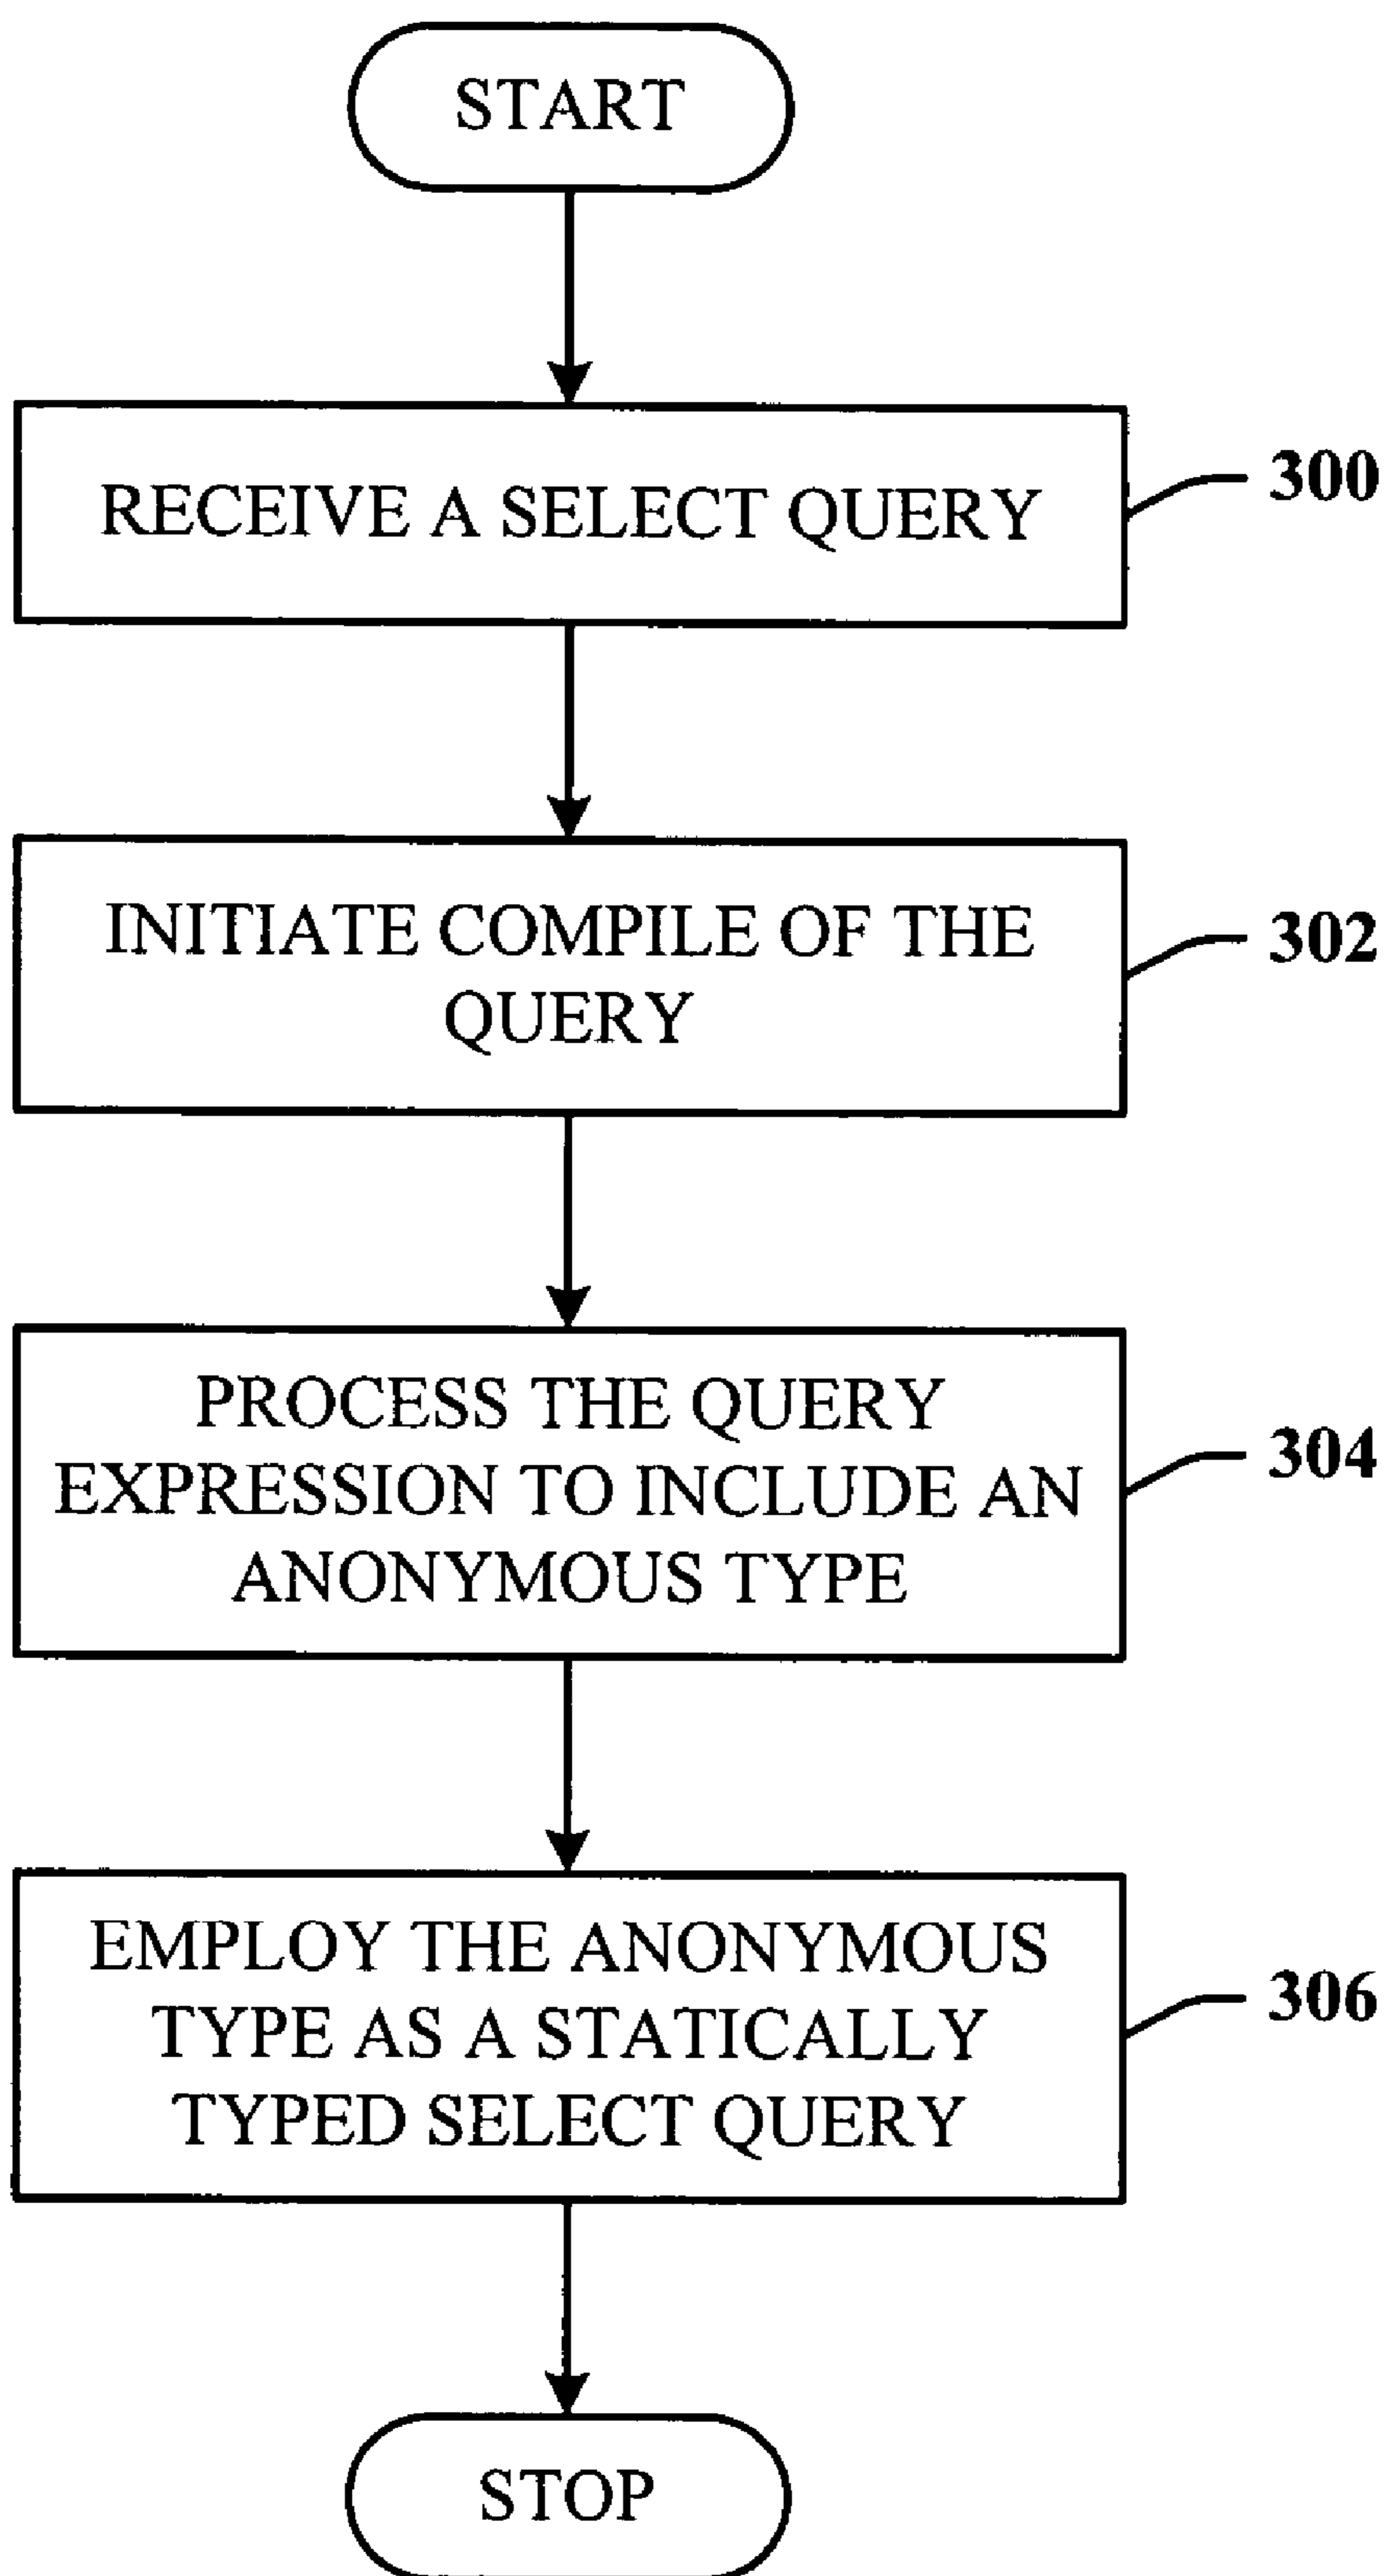 START
RECEIVE A SELECT QUERY
300
INITIATE COMPILE OF THE
QUERY
302
PROCESS THE QUERY
EXPRESSION TO INCLUDE AN
ANONYMOUS TYPE
304
EMPLOY THE ANONYMOUS
TYPE AS A STATICALLY
TYPED SELECT QUERY
306
STOP